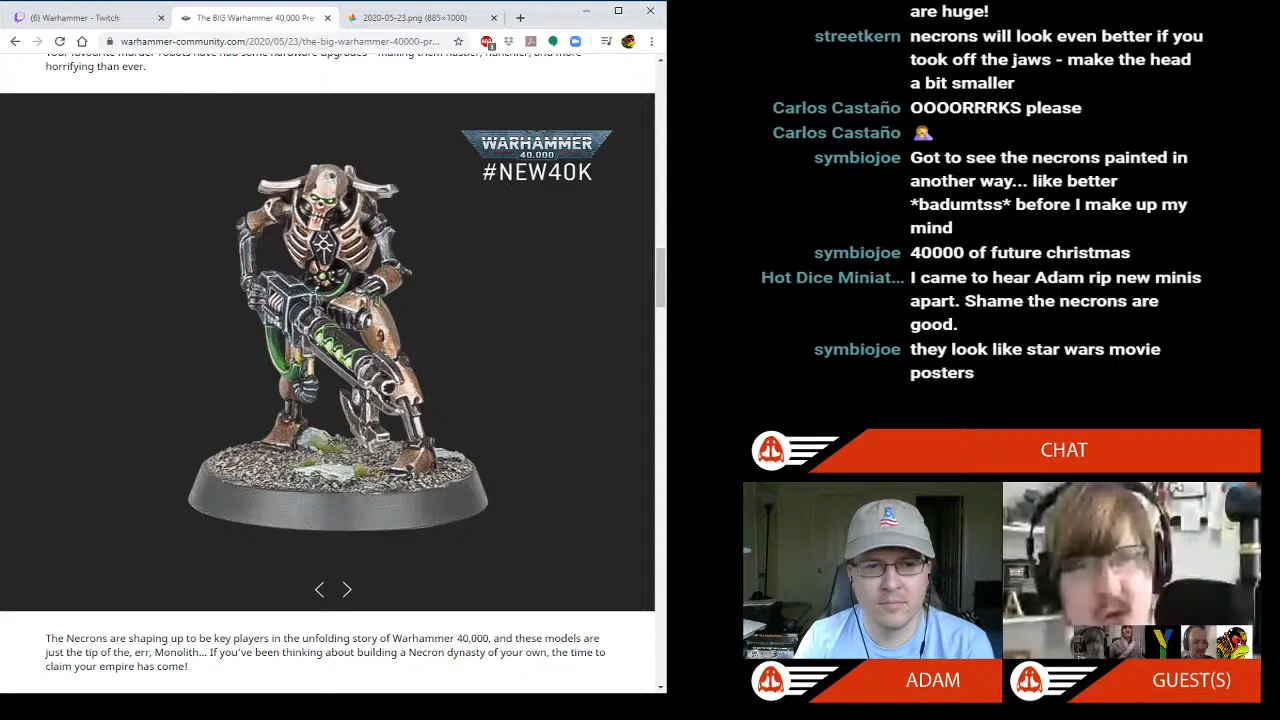 (6) Warhammer - Twitch
The BIG Warhammer 40,000 Pre
2020-05-23.png (885×1000)
warhammer-community.com/2020/05/23/the-big-warhammer-40000-pr...
horrifying than ever.
WARHAMMER
40,000
#NEW40K
The Necrons are shaping up to be key players in the unfolding story of Warhammer 40,000, and these models are
just the tip of the, err, Monolith... If you've been thinking about building a Necron dynasty of your own, the time to
claim your empire has come!
are huge!
streetkern necrons will look even better if you
took off the jaws - make the head
a bit smaller
Carlos Castaño OOOORRRKS please
Carlos Castaño 🤦
symbiojoe Got to see the necrons painted in
another way... like better
*badumtss* before I make up my
mind
symbiojoe 40000 of future christmas
Hot Dice Miniat... I came to hear Adam rip new minis
apart. Shame the necrons are
good.
symbiojoe they look like star wars movie
posters
CHAT
ADAM
GUEST(S)